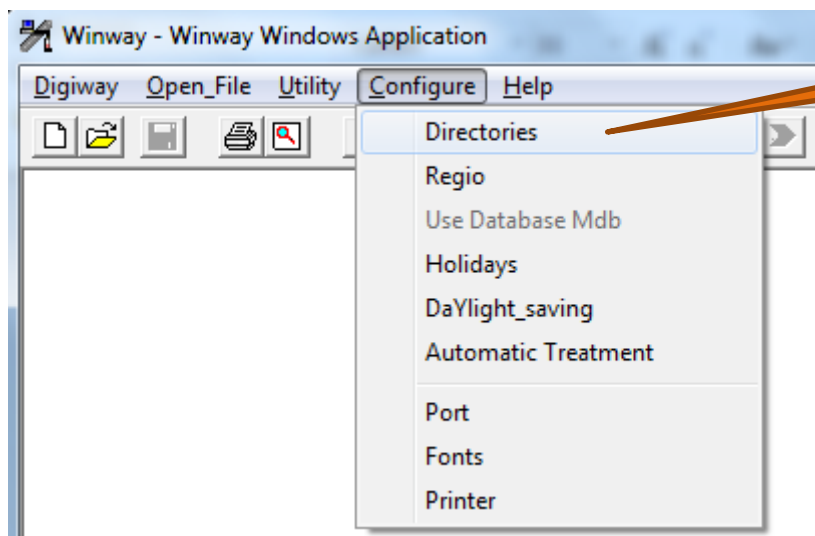 Winway - Winway Windows Application
Digiway Open_File Utility Configure Help
Directories
Regio
Use Database Mdb
Holidays
DaYlight_saving
Automatic Treatment
Port
Fonts
Printer